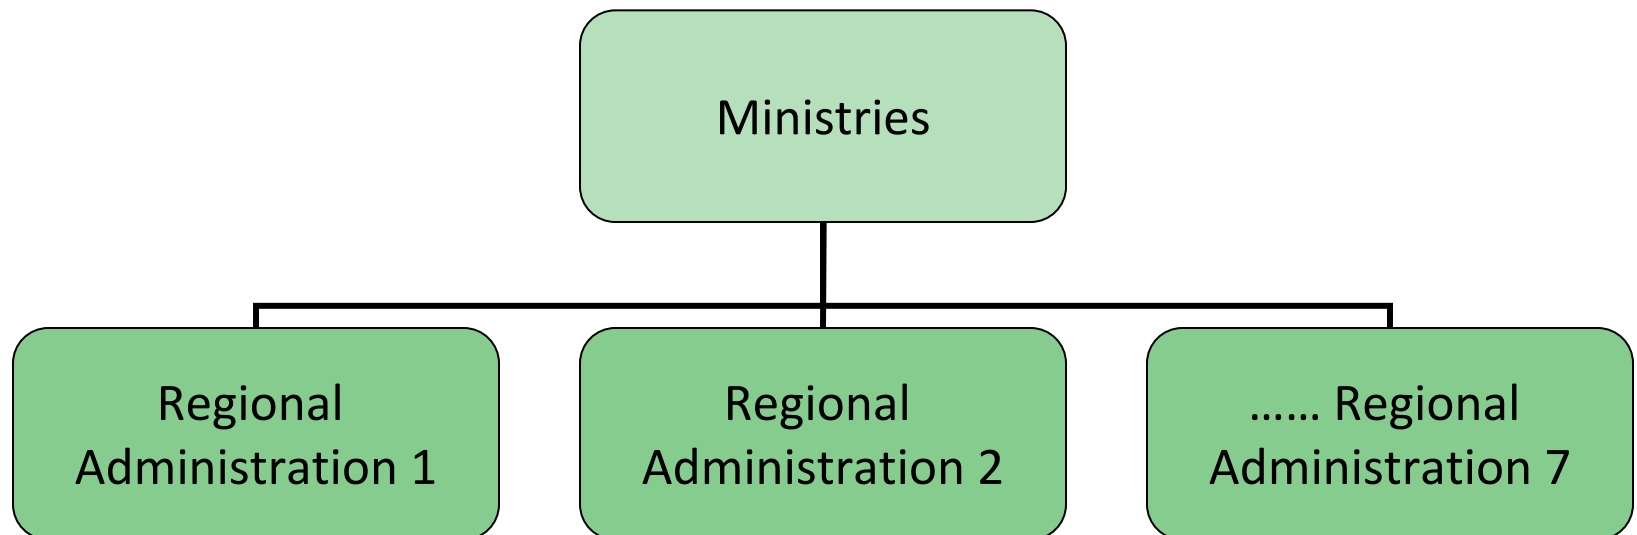 Ministries
Regional
Administration 1
Regional
Administration 2
…… Regional
Administration 7